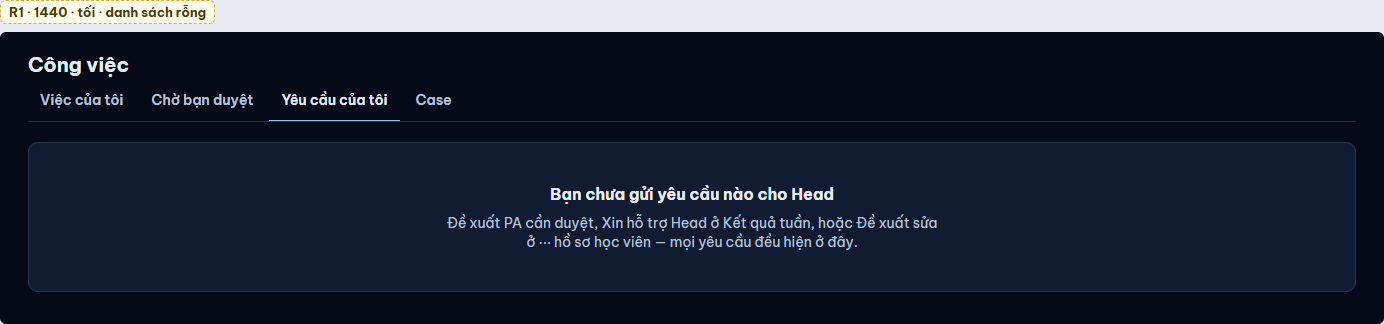 R1 · 1440 · tối · danh sách rỗng
Công việc
Việc của tôi
Chờ bạn duyệt
Yêu cầu của tôi
Case
Bạn chưa gửi yêu cầu nào cho Head
Đề xuất PA cần duyệt, Xin hỗ trợ Head ở Kết quả tuần, hoặc Đề xuất sửa
ở ··· hồ sơ học viên — mọi yêu cầu đều hiện ở đây.